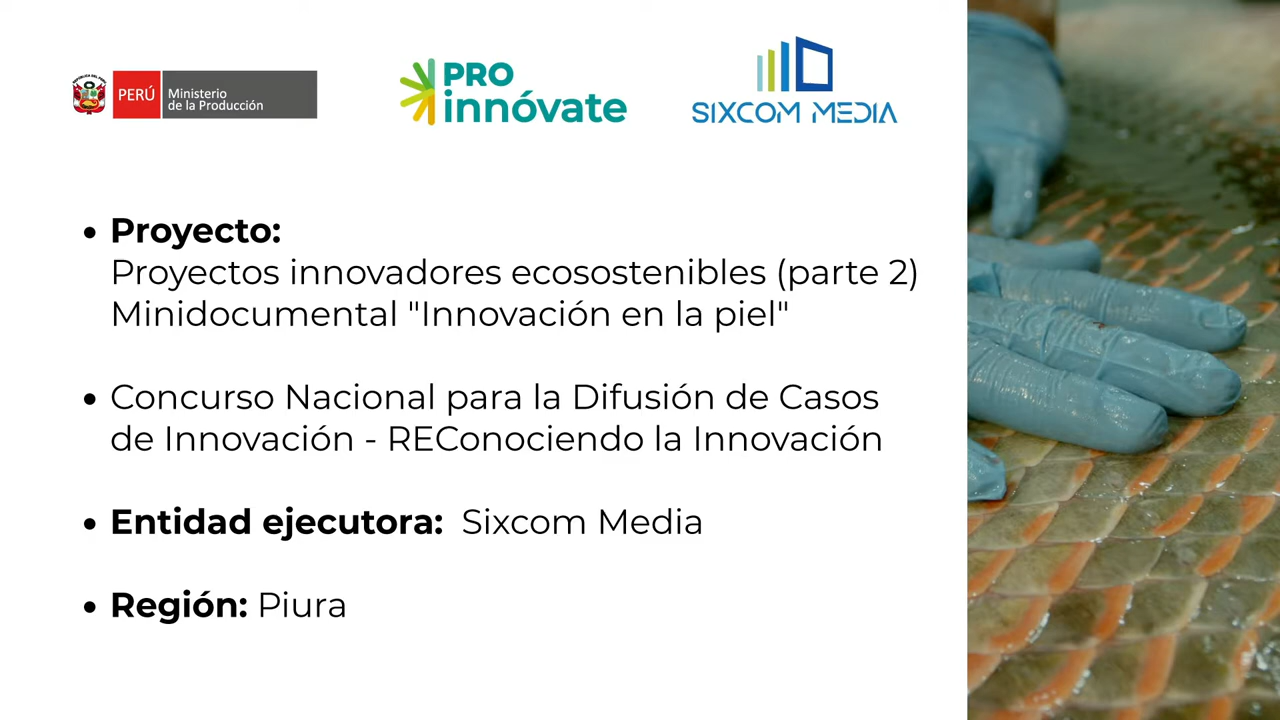 PERÚ
Ministerio
de la Producción
PRO
innóvate
SIXCOM MEDIA
• Proyecto:
Proyectos innovadores ecosostenibles (parte 2)
Minidocumental "Innovación en la piel"
• Concurso Nacional para la Difusión de Casos
de Innovación - REConociendo la Innovación
• Entidad ejecutora: Sixcom Media
• Región: Piura